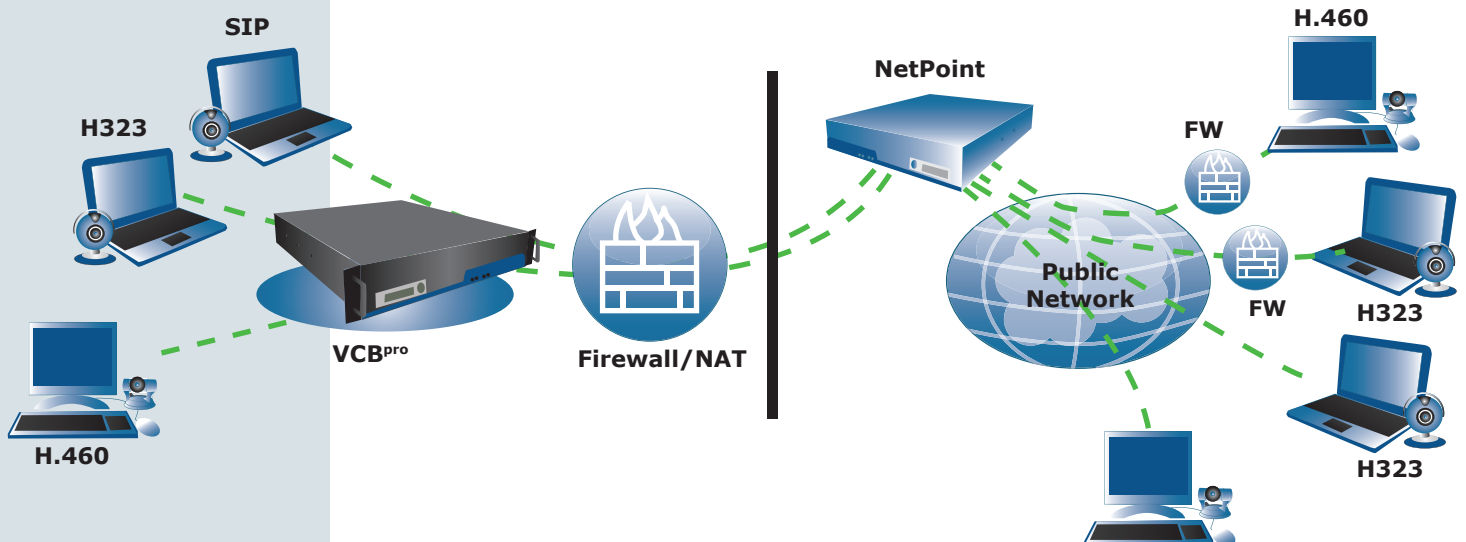 SIP
H323
H.460
VCBpro
Firewall/NAT
NetPoint
Public
Network
FW
H.460
FW
H323
H323